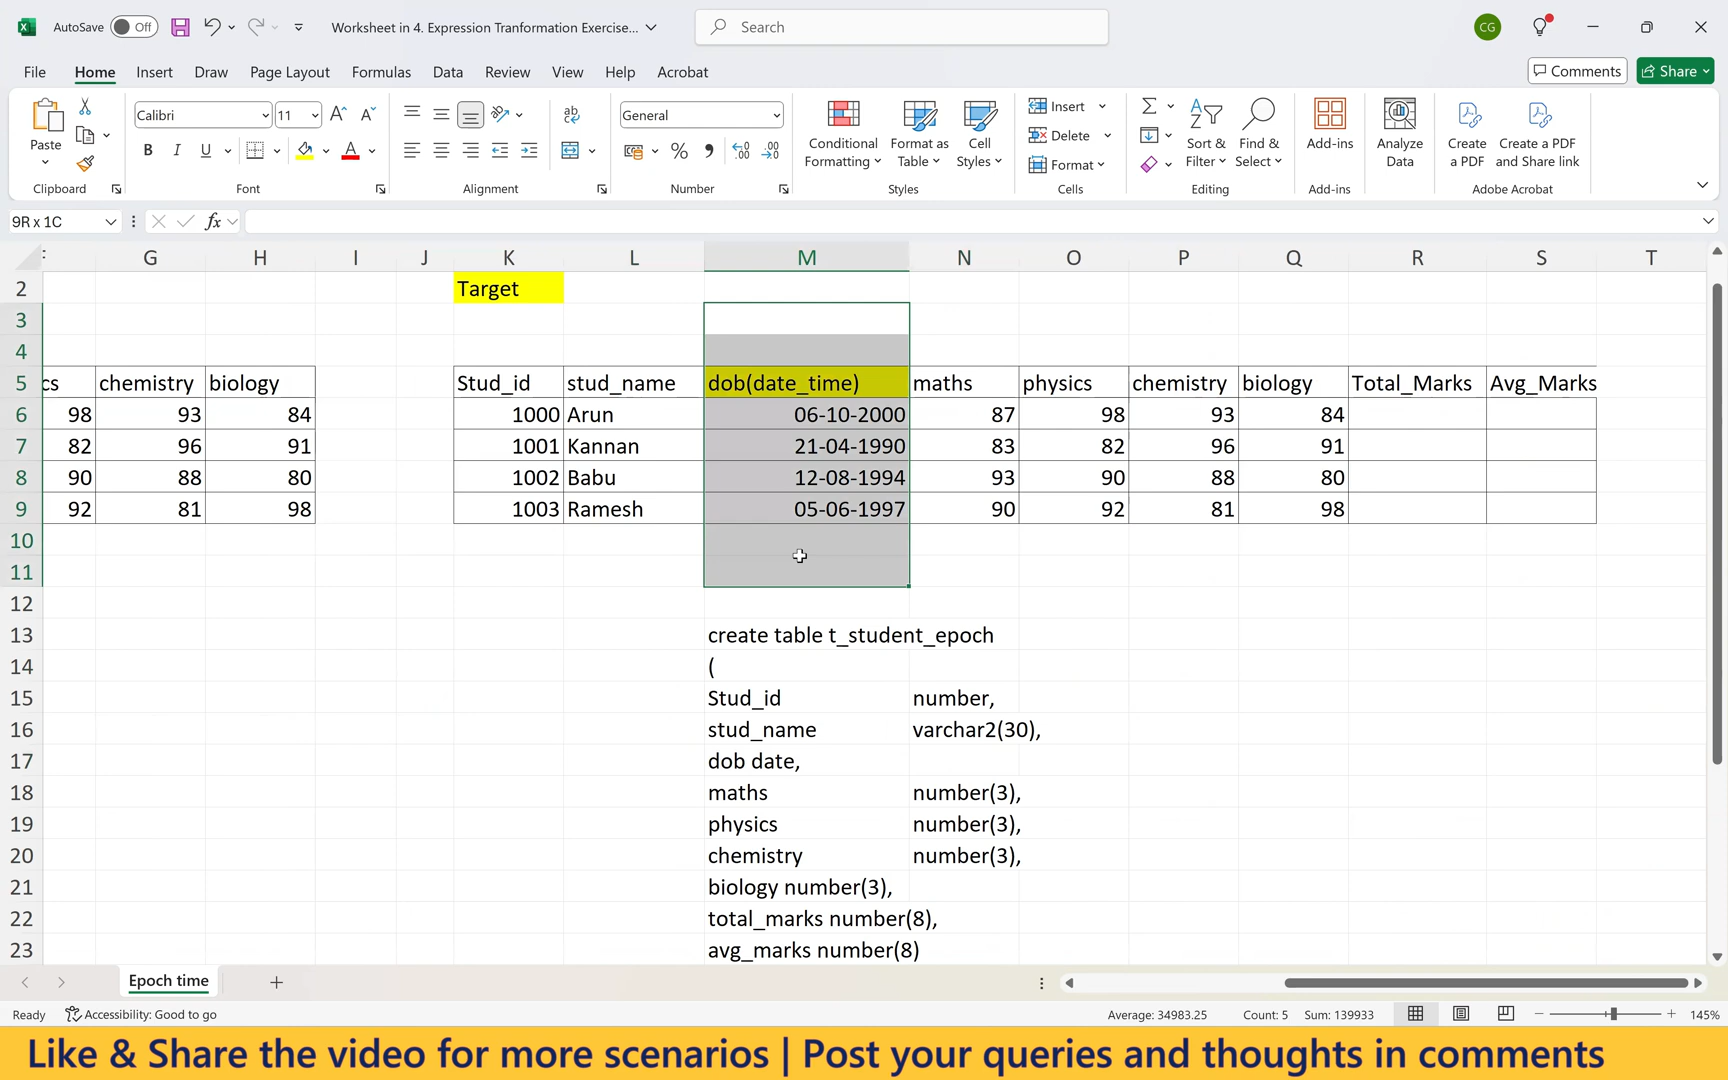 AutoSave Off Worksheet in 4. Expression Tranformation Exercise... Search CG
File Home Insert Draw Page Layout Formulas Data Review View Help Acrobat Comments Share
Paste Calibri 11 General Conditional Formatting Format as Table Cell Styles Insert Delete Format Sort & Filter Find & Select Add-ins Analyze Data Create a PDF Create a PDF and Share link
Clipboard Font Alignment Number Styles Cells Editing Add-ins Adobe Acrobat
9R x 1C fx
G H I J K L M N O P Q R S T
2 Target
3
4
5 cs chemistry biology Stud_id stud_name dob(date_time) maths physics chemistry biology Total_Marks Avg_Marks
6 98 93 84 1000 Arun 06-10-2000 87 98 93 84
7 82 96 91 1001 Kannan 21-04-1990 83 82 96 91
8 90 88 80 1002 Babu 12-08-1994 93 90 88 80
9 92 81 98 1003 Ramesh 05-06-1997 90 92 81 98
10
11
12
13 create table t_student_epoch
14 (
15 Stud_id number,
16 stud_name varchar2(30),
17 dob date,
18 maths number(3),
19 physics number(3),
20 chemistry number(3),
21 biology number(3),
22 total_marks number(8),
23 avg_marks number(8)
Epoch time
Ready Accessibility: Good to go Average: 34983.25 Count: 5 Sum: 139933 145%
Like & Share the video for more scenarios | Post your queries and thoughts in comments